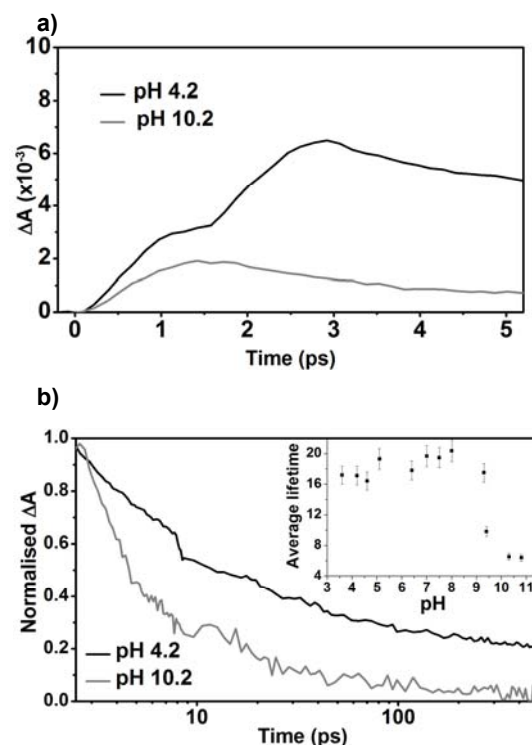 a)
10
8
6
4
2
0
ΔA (x10⁻³)
pH 4.2
pH 10.2
0 1 2 3 4 5
Time (ps)
b)
1.0
0.8
0.6
0.4
0.2
0.0
Normalised ΔA
pH 4.2
pH 10.2
10 100
Time (ps)
20
16
12
8
4
Average lifetime
3 4 5 6 7 8 9 10 11
pH